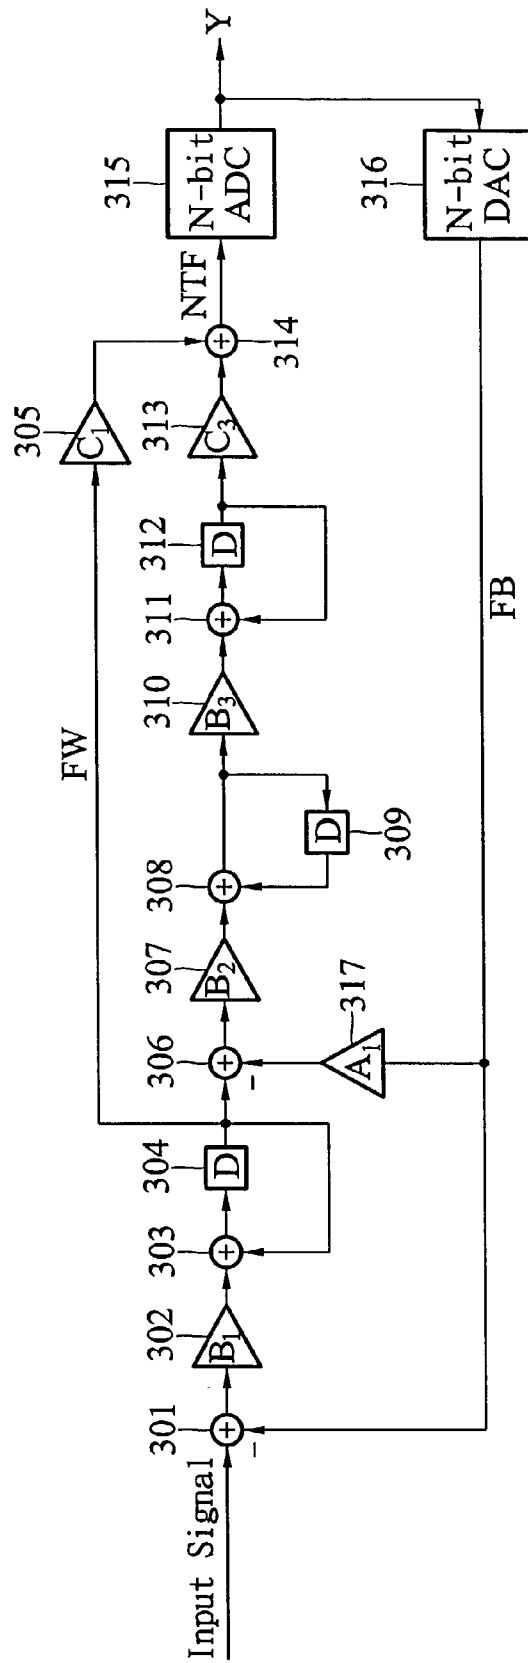 Input Signal
301
−
302
B1
303
304
D
FW
306
−
A1
317
307
B2
308
D
309
310
B3
311
312
D
305
C1
313
C3
314
NTF
315
N-bit
ADC
Y
316
N-bit
DAC
FB